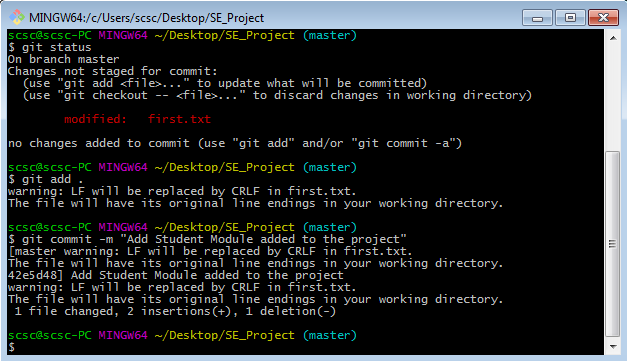 MINGW64:/c/Users/scsc/Desktop/SE_Project
scsc@scsc-PC MINGW64 ~/Desktop/SE_Project (master)
$ git status
On branch master
Changes not staged for commit:
  (use "git add <file>..." to update what will be committed)
  (use "git checkout -- <file>..." to discard changes in working directory)
        modified:   first.txt
no changes added to commit (use "git add" and/or "git commit -a")
scsc@scsc-PC MINGW64 ~/Desktop/SE_Project (master)
$ git add .
warning: LF will be replaced by CRLF in first.txt.
The file will have its original line endings in your working directory.
scsc@scsc-PC MINGW64 ~/Desktop/SE_Project (master)
$ git commit -m "Add Student Module added to the project"
[master warning: LF will be replaced by CRLF in first.txt.
The file will have its original line endings in your working directory.
42e5d48] Add Student Module added to the project
warning: LF will be replaced by CRLF in first.txt.
The file will have its original line endings in your working directory.
 1 file changed, 2 insertions(+), 1 deletion(-)
scsc@scsc-PC MINGW64 ~/Desktop/SE_Project (master)
$